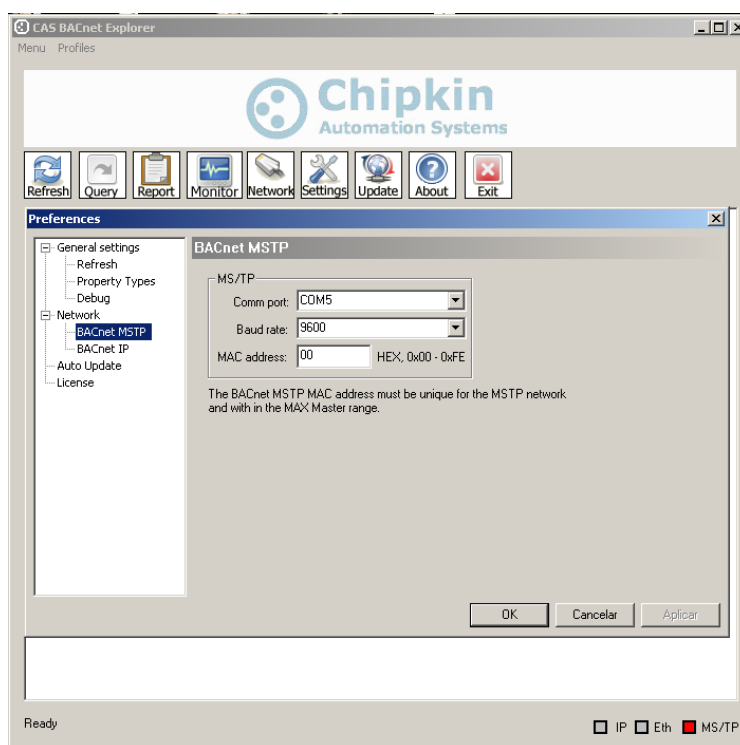 CAS BACnet Explorer
Menu Profiles
Chipkin
Automation Systems
Refresh Query Report Monitor Network Settings Update About Exit
Preferences
General settings
Refresh
Property Types
Debug
Network
BACnet MSTP
BACnet IP
Auto Update
License
BACnet MSTP
MS/TP
Comm port: COM5
Baud rate: 9600
MAC address: 00 HEX, 0x00 - 0xFE
The BACnet MSTP MAC address must be unique for the MSTP network
and with in the MAX Master range.
OK Cancelar Aplicar
Ready
IP Eth MS/TP